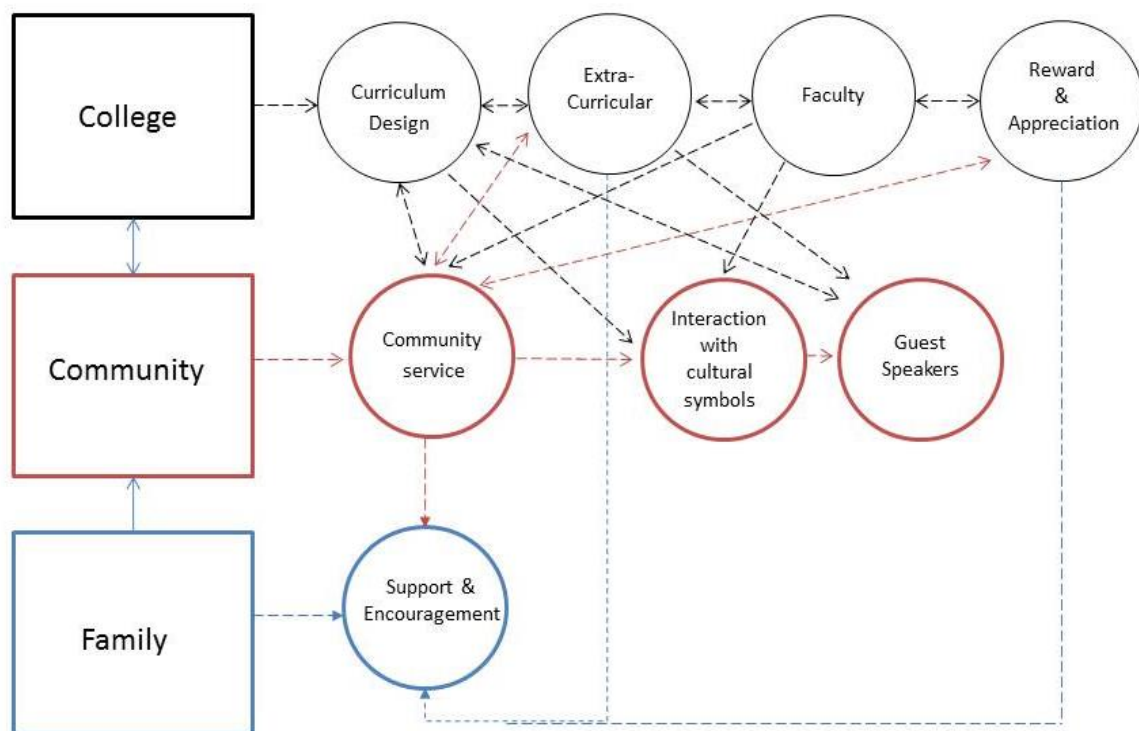 College
Curriculum
Design
Extra-
Curricular
Faculty
Reward
&
Appreciation
Community
Community
service
Interaction
with
cultural
symbols
Guest
Speakers
Family
Support &
Encouragement